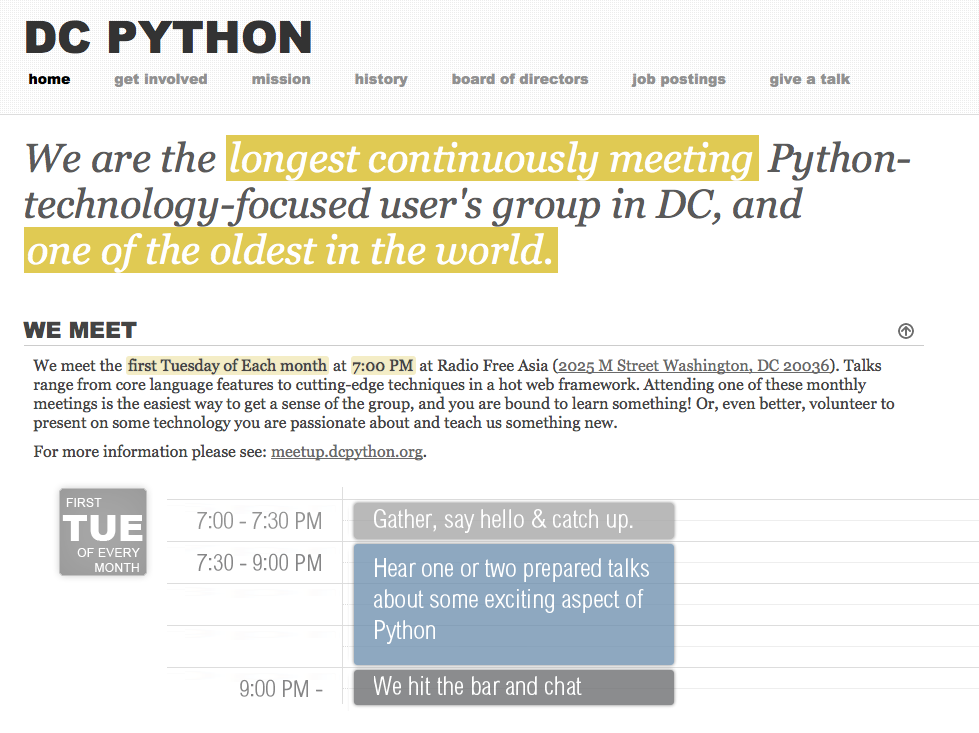 DC PYTHON
home get involved mission history board of directors job postings give a talk
We are the longest continuously meeting Python-
technology-focused user's group in DC, and
one of the oldest in the world.
WE MEET
We meet the first Tuesday of Each month at 7:00 PM at Radio Free Asia (2025 M Street Washington, DC 20036). Talks
range from core language features to cutting-edge techniques in a hot web framework. Attending one of these monthly
meetings is the easiest way to get a sense of the group, and you are bound to learn something! Or, even better, volunteer to
present on some technology you are passionate about and teach us something new.
For more information please see: meetup.dcpython.org.
FIRST
TUE
OF EVERY
MONTH
7:00 - 7:30 PM
Gather, say hello & catch up.
7:30 - 9:00 PM
Hear one or two prepared talks
about some exciting aspect of
Python
9:00 PM -
We hit the bar and chat